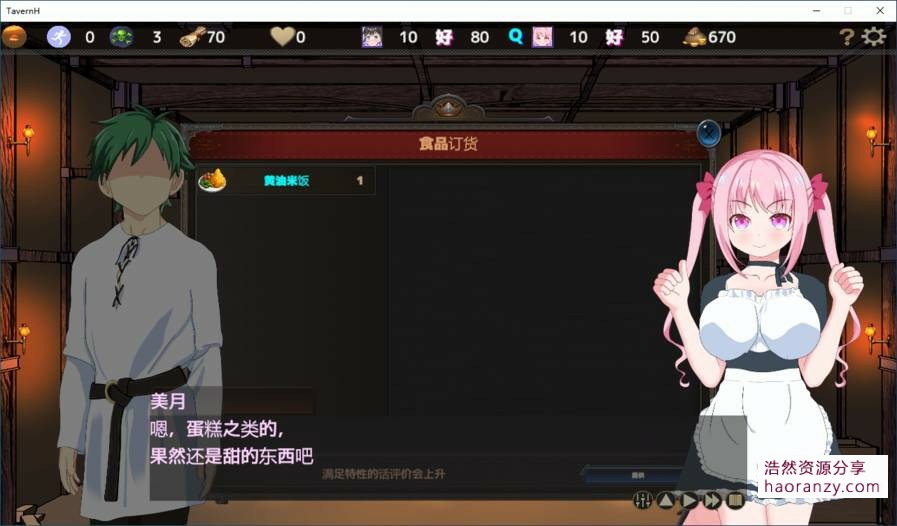 TavernH
0 3 70 0 10 好 80 Q 10 好 50 670 ?
食品订货
黄油米饭 1
美月
嗯，蛋糕之类的，
果然还是甜的东西吧
满足特性的话评价会上升
浩然资源分享
haoranzy.com